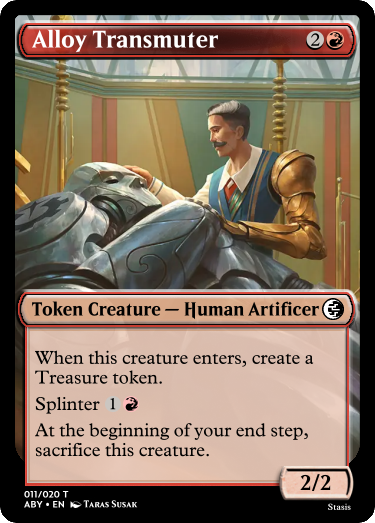 Alloy Transmuter 2
Token Creature — Human Artificer
When this creature enters, create a
Treasure token.
Splinter 1
At the beginning of your end step,
sacrifice this creature.
2/2
011/020 T
ABY • EN Taras Susak
Stasis